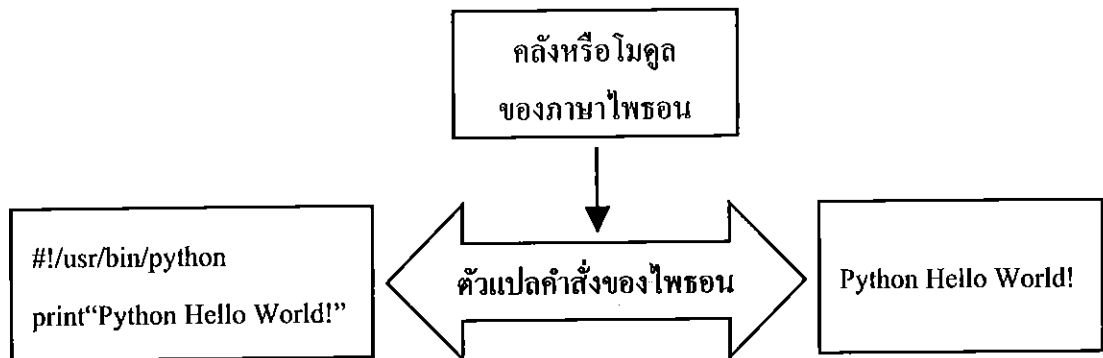 คลังหรือโมดูล
ของภาษาไพธอน
#!/usr/bin/python
print“Python Hello World!”
ตัวแปลคำสั่งของไพธอน
Python Hello World!